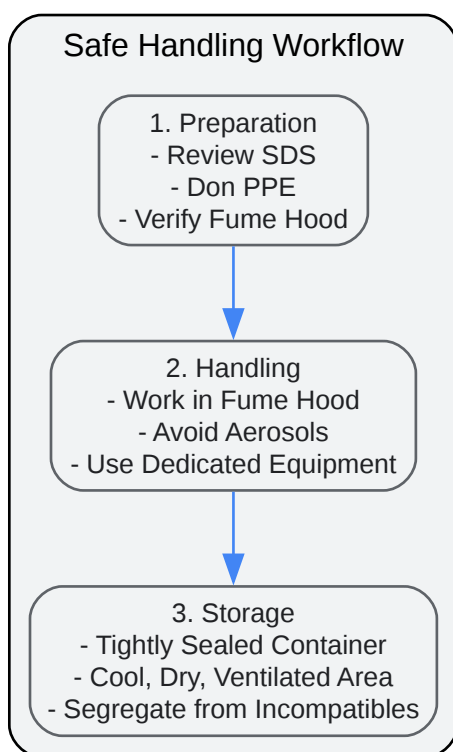 Safe Handling Workflow
1. Preparation
- Review SDS
- Don PPE
- Verify Fume Hood
2. Handling
- Work in Fume Hood
- Avoid Aerosols
- Use Dedicated Equipment
3. Storage
- Tightly Sealed Container
- Cool, Dry, Ventilated Area
- Segregate from Incompatibles